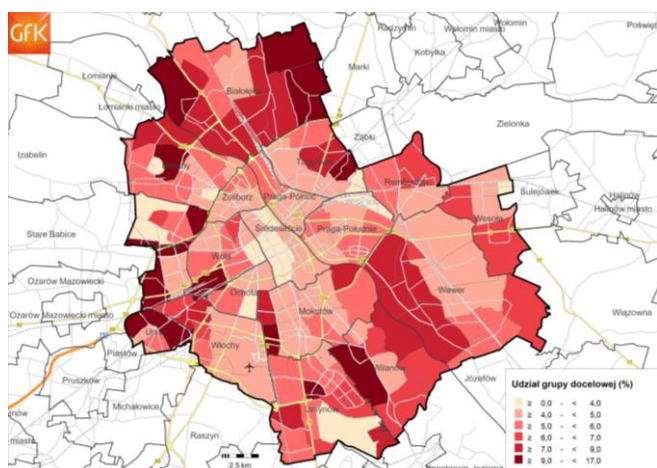 GfK
Radzymin
Wołomin
Wołomin miasto
Kobyłka
Łomianki
Marki
Łomianki miasto
Białołęka
Zielonka
Ząbki
Izabelin
Targówek
Rembertów
Sulejówek
Halinów
Halinów miasto
Żoliborz
Praga-Północ
Wesoła
Stare Babice
Śródmieście
Praga-Południe
Wola
Ożarów Mazowiecki
Ochota
Mokotów
Wawer
Wiązowna
Ożarów Mazowiecki miasto
Ursus
Włochy
Piastów
Pruszków
Wilanów
Józefów
Michałowice
Ursynów
Raszyn
miasto
2.5 km
Udział grupy docelowej (%)
≥ 0,0 - < 4,0
≥ 4,0 - < 5,0
≥ 5,0 - < 6,0
≥ 6,0 - < 7,0
≥ 7,0 - < 9,0
≥ 9,0 - < 17,0